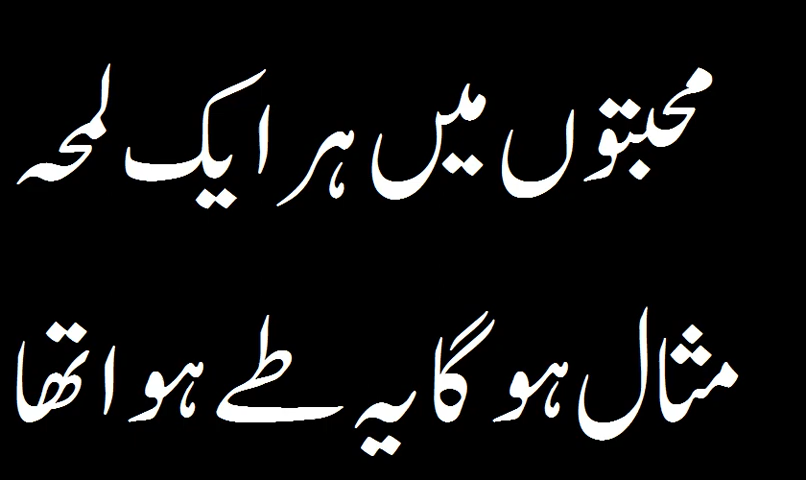 محبتوں میں ہر ایک لمحہ
مثال ہو گا یہ طے ہوا تھا